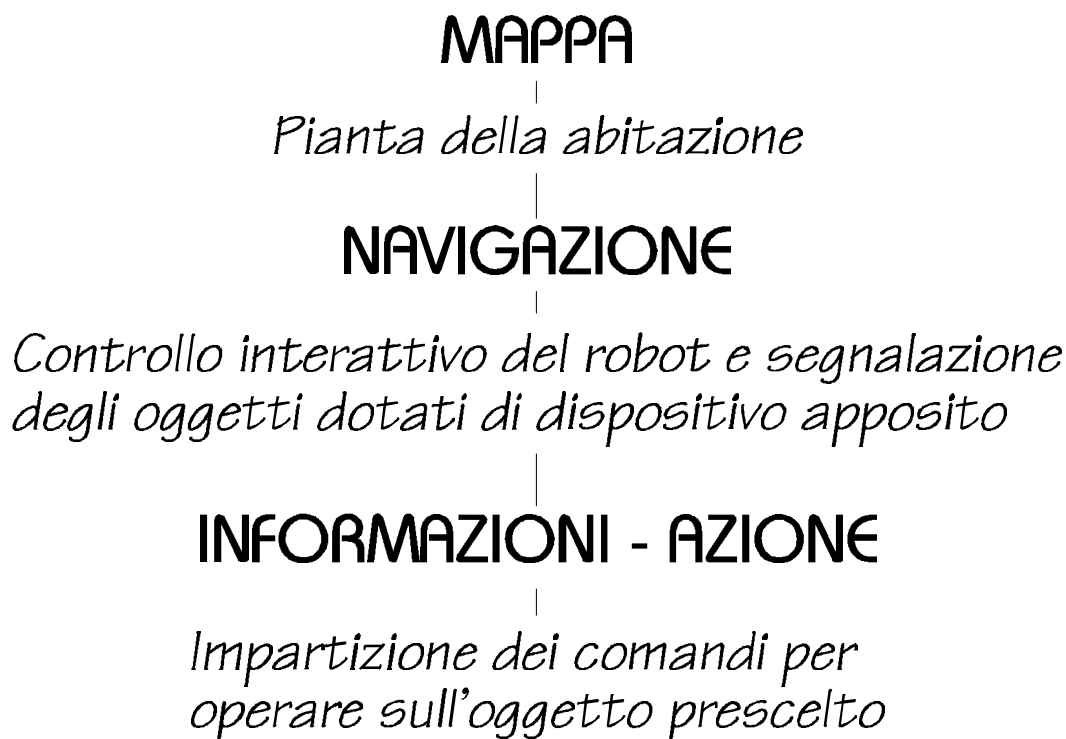 MAPPA
Pianta della abitazione
NAVIGAZIONE
Controllo interattivo del robot e segnalazione
degli oggetti dotati di dispositivo apposito
INFORMAZIONI - AZIONE
Impartizione dei comandi per
operare sull'oggetto prescelto